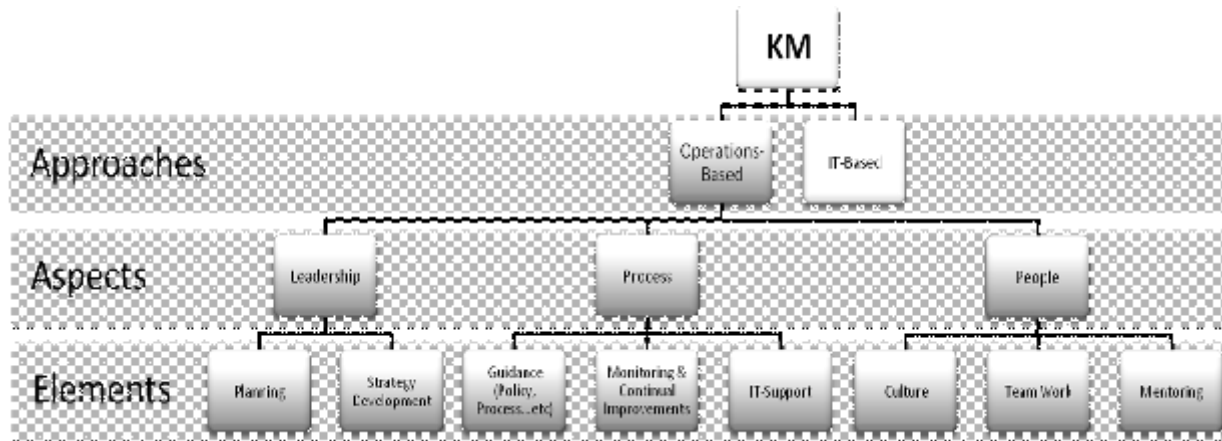 KM
Approaches
Operations-
Based
IT-Based
Aspects
Leadership
Process
People
Elements
Planning
Strategy
Development
Guidance
(Policy,
Process...etc)
Monitoring &
Continual
Improvements
IT-Support
Culture
Team Work
Mentoring